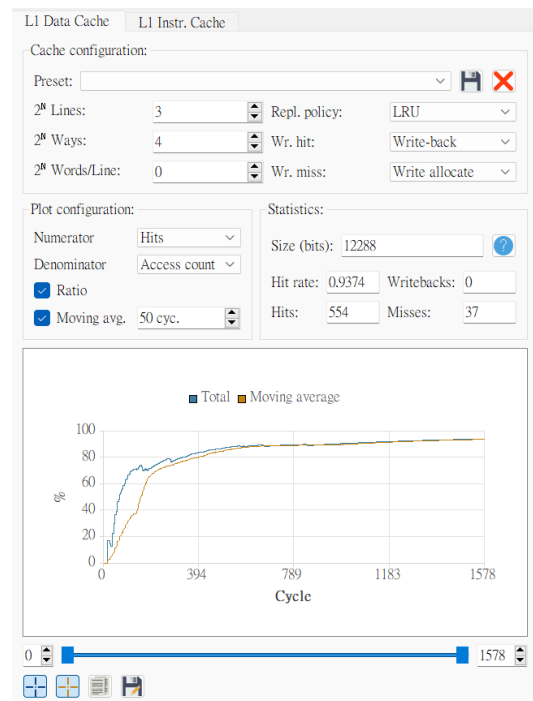 L1 Data Cache L1 Instr. Cache
Cache configuration:
Preset:
2ᴺ Lines: 3 Repl. policy: LRU
2ᴺ Ways: 4 Wr. hit: Write-back
2ᴺ Words/Line: 0 Wr. miss: Write allocate
Plot configuration:
Numerator Hits
Denominator Access count
Ratio
Moving avg. 50 cyc.
Statistics:
Size (bits): 12288 ?
Hit rate: 0.9374 Writebacks: 0
Hits: 554 Misses: 37
Total Moving average
100
80
60
40
20
0
%
0 394 789 1183 1578
Cycle
0 1578